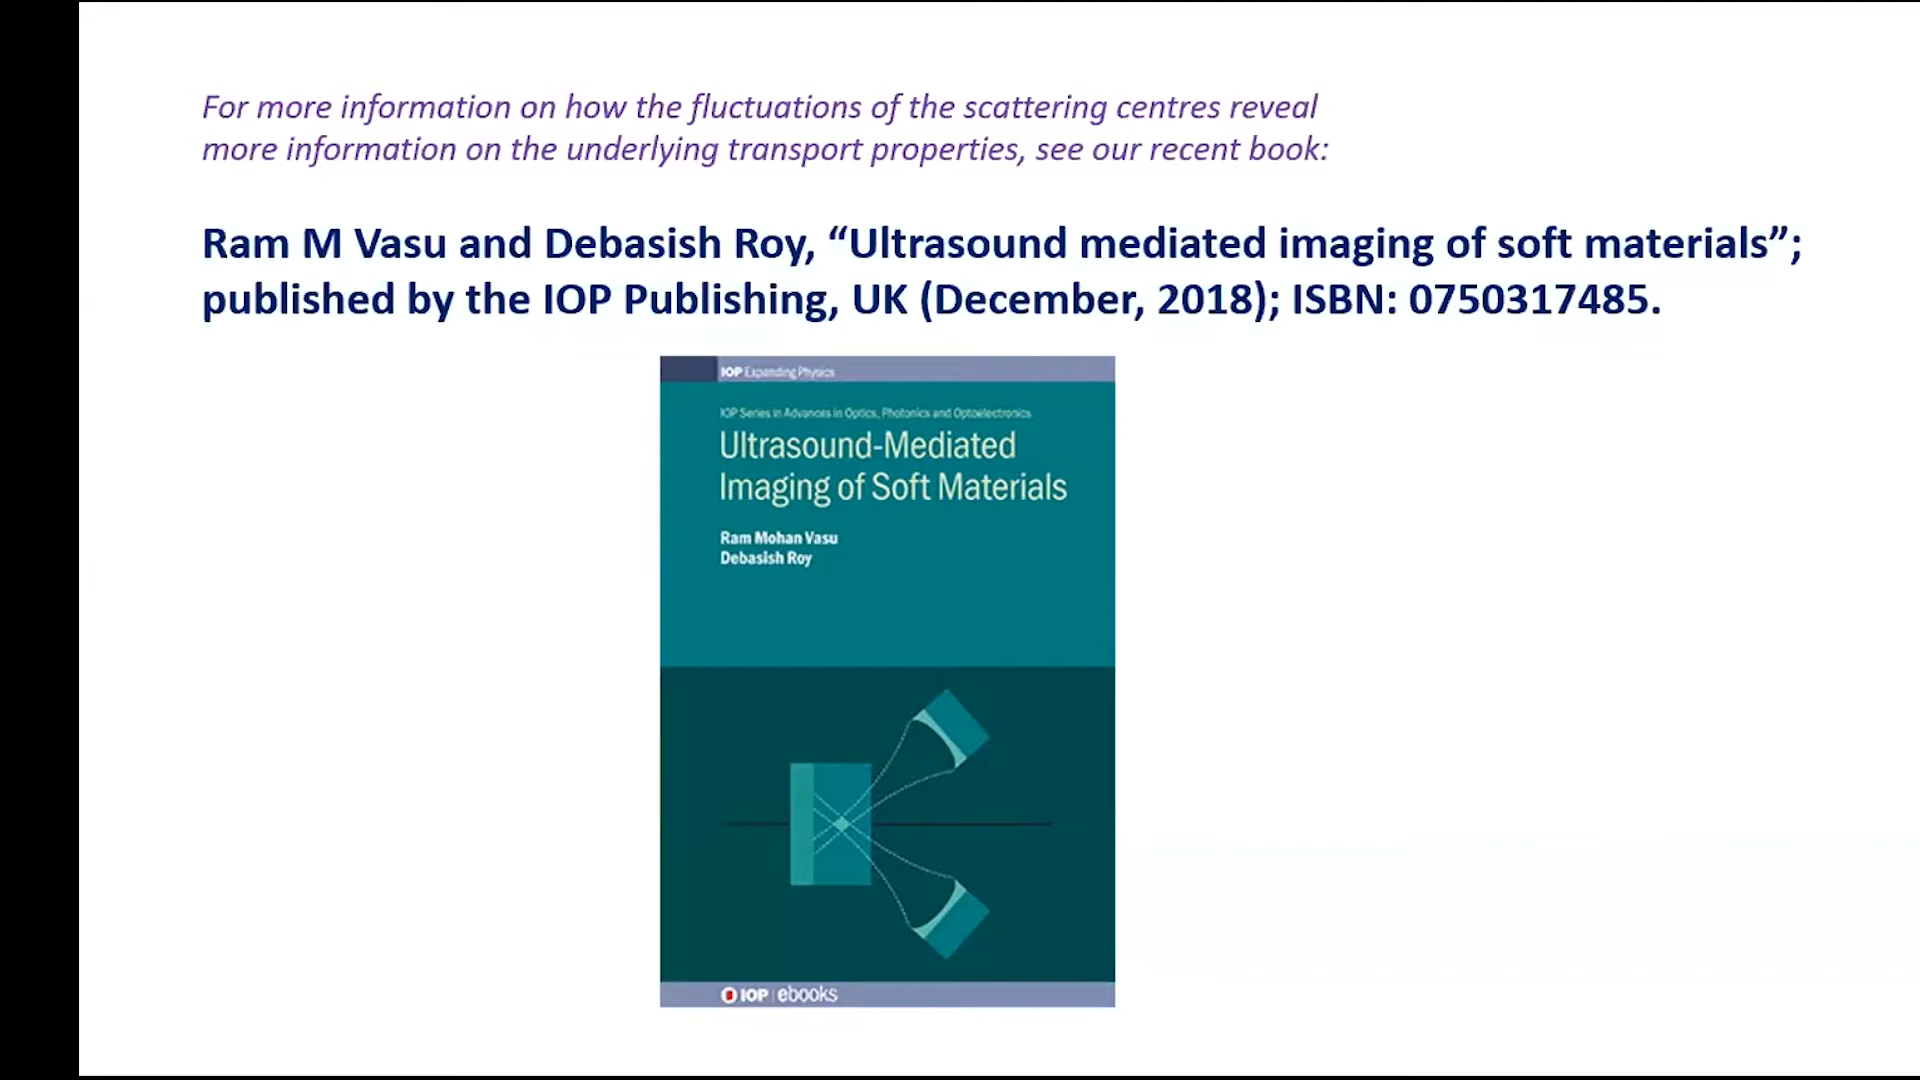 For more information on how the fluctuations of the scattering centres reveal
more information on the underlying transport properties, see our recent book:
Ram M Vasu and Debasish Roy, “Ultrasound mediated imaging of soft materials”;
published by the IOP Publishing, UK (December, 2018); ISBN: 0750317485.
IOP Expanding Physics
IOP Series in Advances in Optics, Photonics and Optoelectronics
Ultrasound-Mediated
Imaging of Soft Materials
Ram Mohan Vasu
Debasish Roy
IOP | ebooks